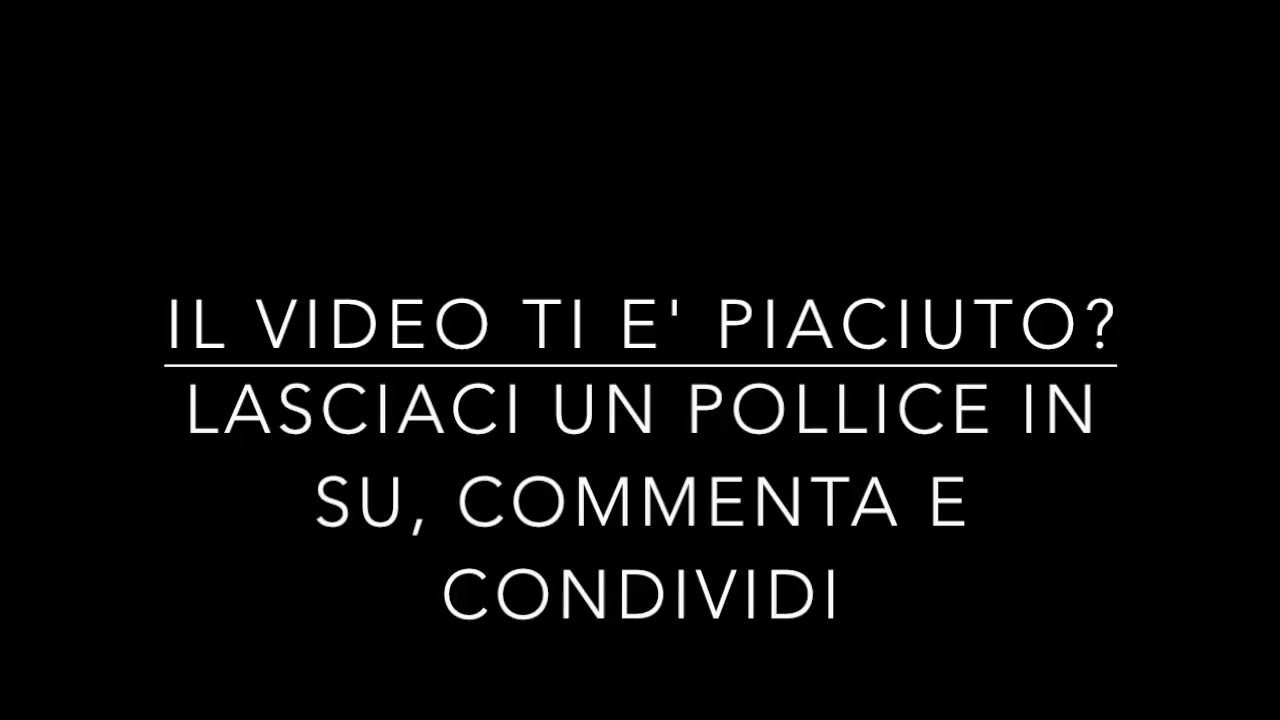 IL VIDEO TI E' PIACIUTO?
LASCIACI UN POLLICE IN
SU, COMMENTA E
CONDIVIDI